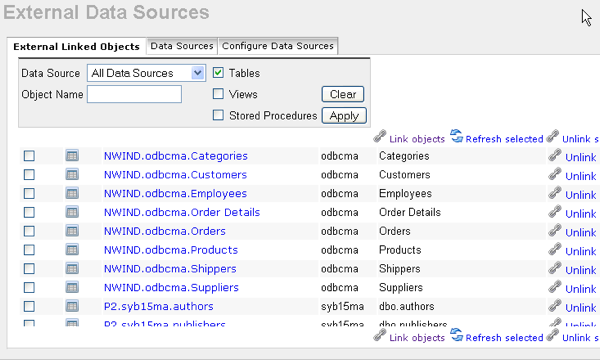 External Data Sources
External Linked Objects Data Sources Configure Data Sources
Data Source All Data Sources Tables
Object Name Views Clear
Stored Procedures Apply
Link objects Refresh selected Unlink s
NWIND.odbcma.Categories odbcma Categories Unlink
NWIND.odbcma.Customers odbcma Customers Unlink
NWIND.odbcma.Employees odbcma Employees Unlink
NWIND.odbcma.Order Details odbcma Order Details Unlink
NWIND.odbcma.Orders odbcma Orders Unlink
NWIND.odbcma.Products odbcma Products Unlink
NWIND.odbcma.Shippers odbcma Shippers Unlink
NWIND.odbcma.Suppliers odbcma Suppliers Unlink
P2.syb15ma.authors syb15ma dbo.authors Unlink
P2.syb15ma.publishers syb15ma dbo.publishers Unlink
Link objects Refresh selected Unlink s